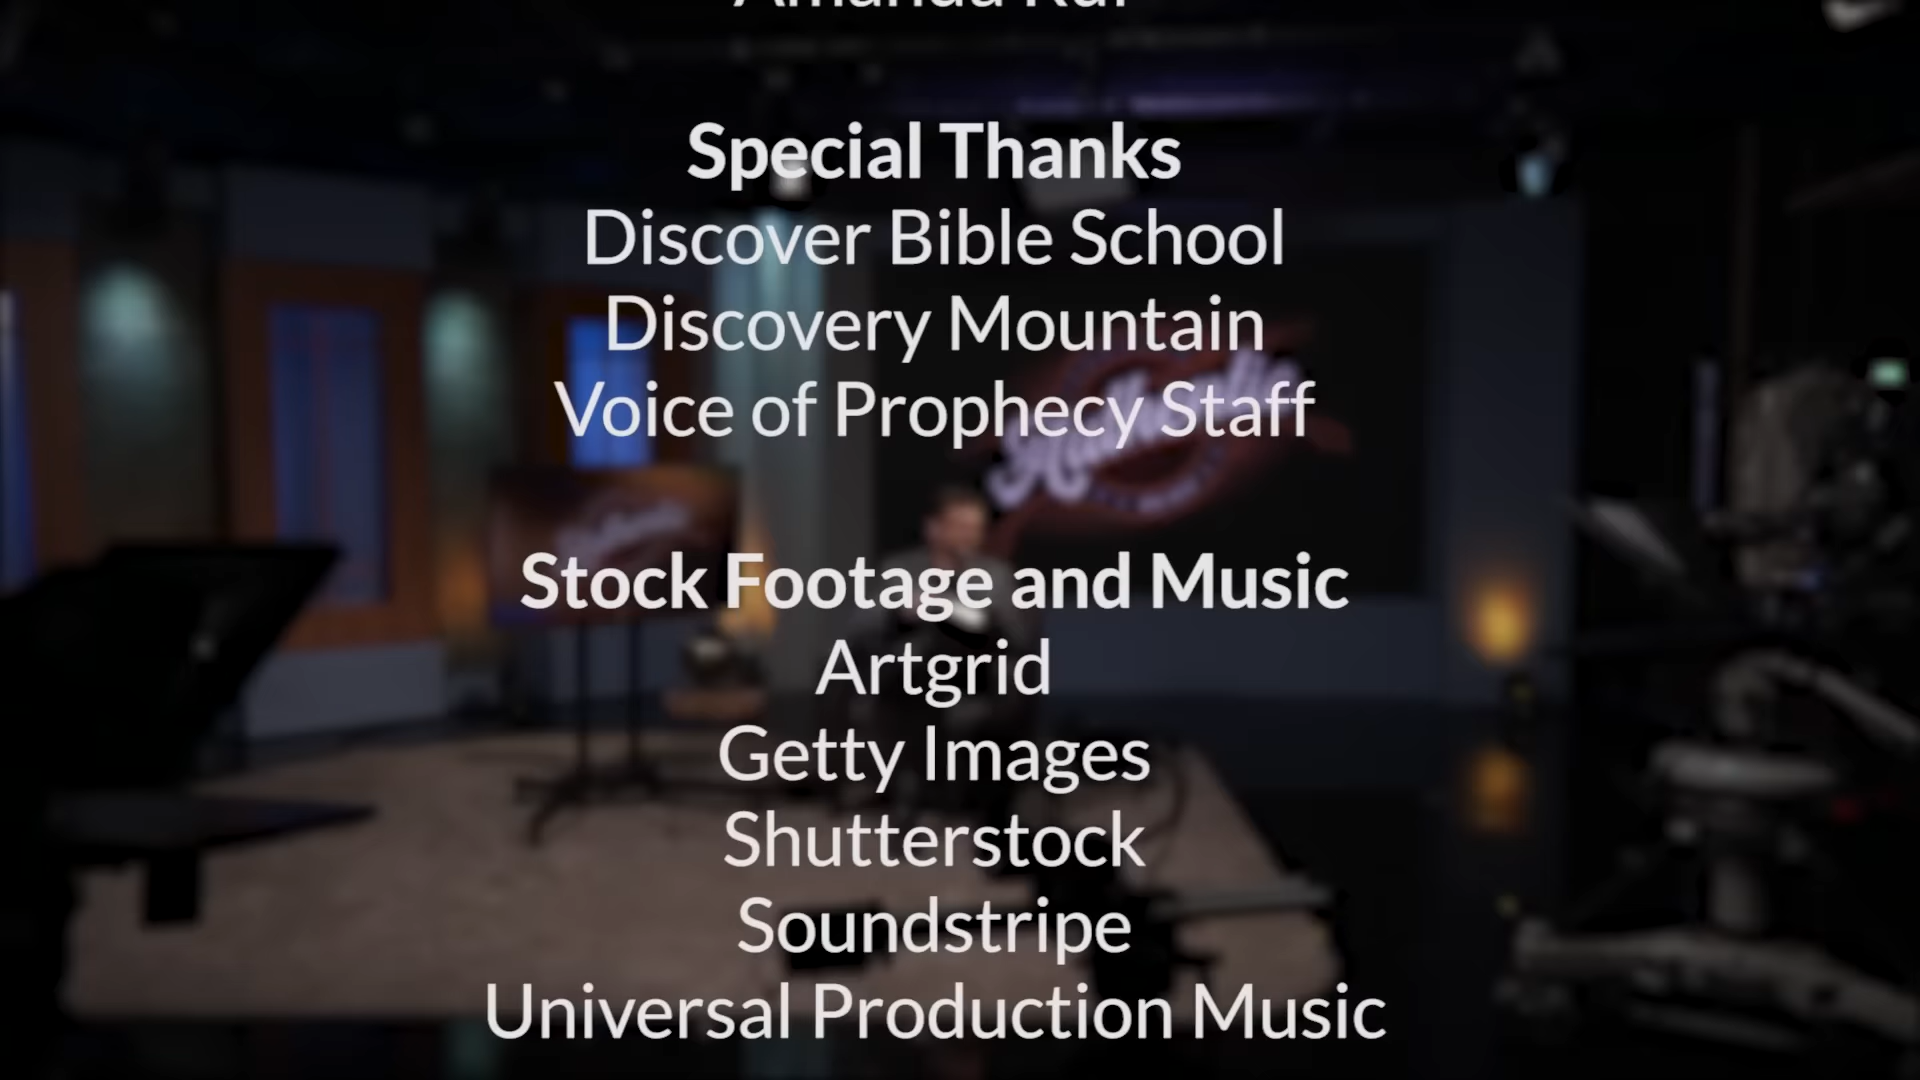 Special Thanks
Discover Bible School
Discovery Mountain
Voice of Prophecy Staff
Stock Footage and Music
Artgrid
Getty Images
Shutterstock
Soundstripe
Universal Production Music